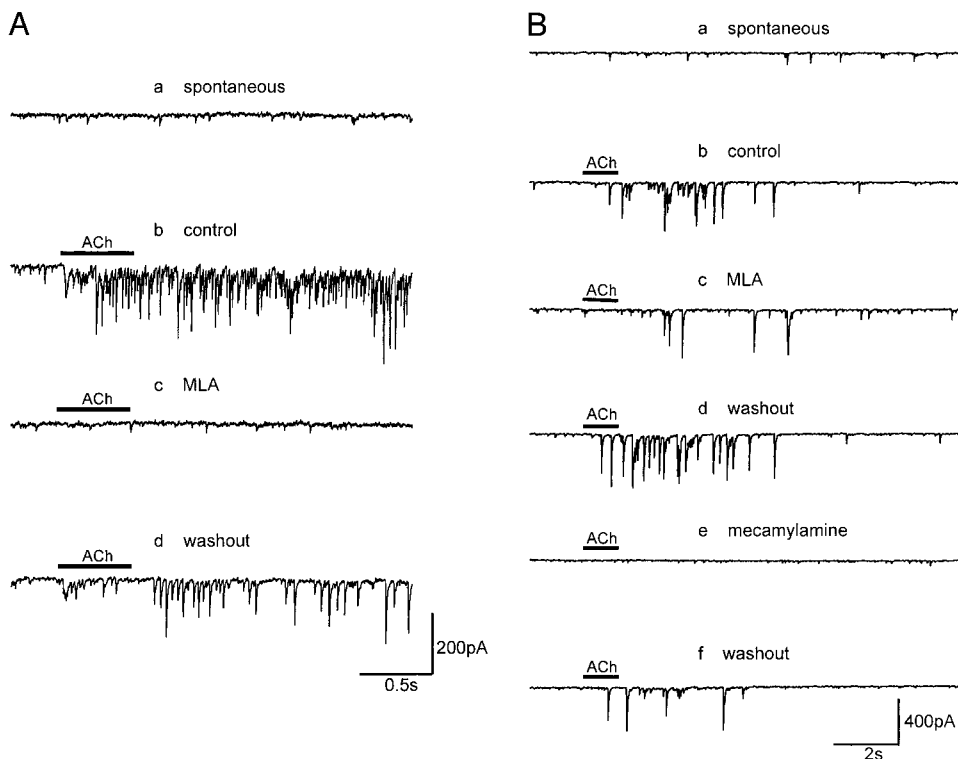 A
a spontaneous
b control
ACh
c MLA
ACh
d washout
ACh
200pA
0.5s
B
a spontaneous
b control
ACh
c MLA
ACh
d washout
ACh
e mecamylamine
ACh
f washout
ACh
400pA
2s